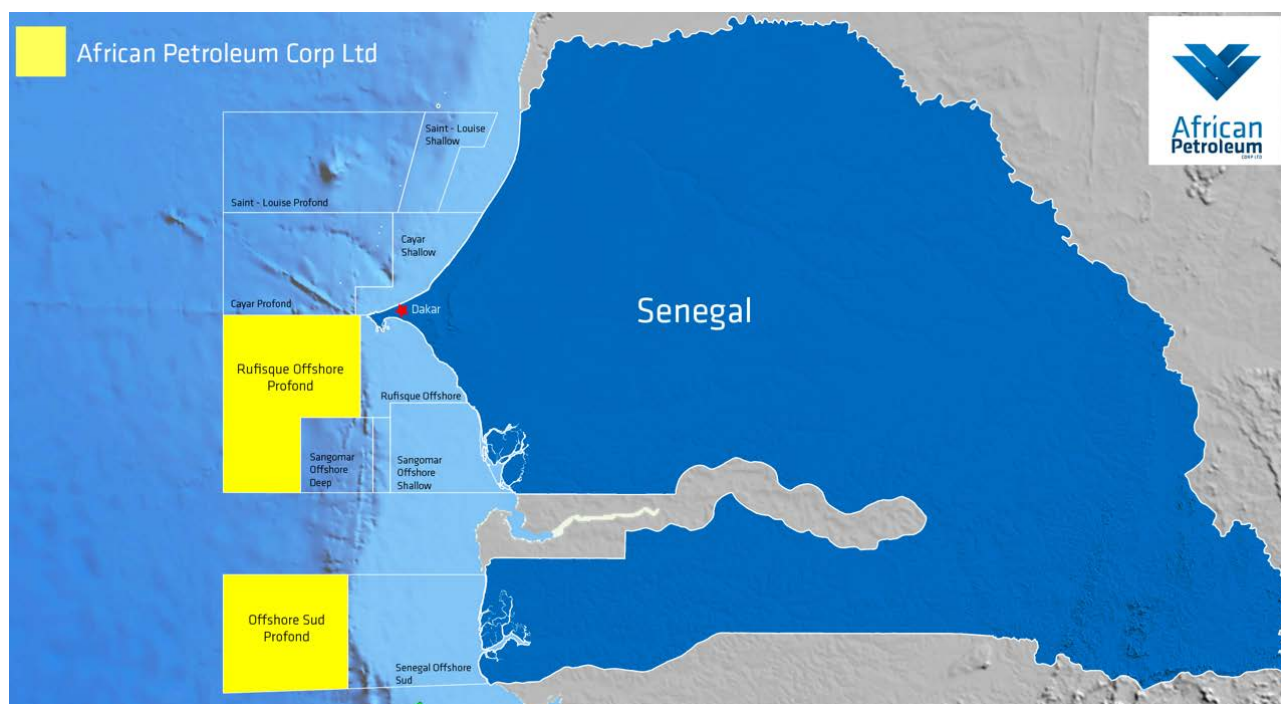 African Petroleum Corp Ltd
African
Petroleum
CORP LTD
Saint - Louise
Shallow
Saint - Louise Profond
Cayar
Shallow
Cayar Profond
Dakar
Senegal
Rufisque Offshore
Profond
Rufisque Offshore
Sangomar
Offshore
Deep
Sangomar
Offshore
Shallow
Offshore Sud
Profond
Senegal Offshore
Sud